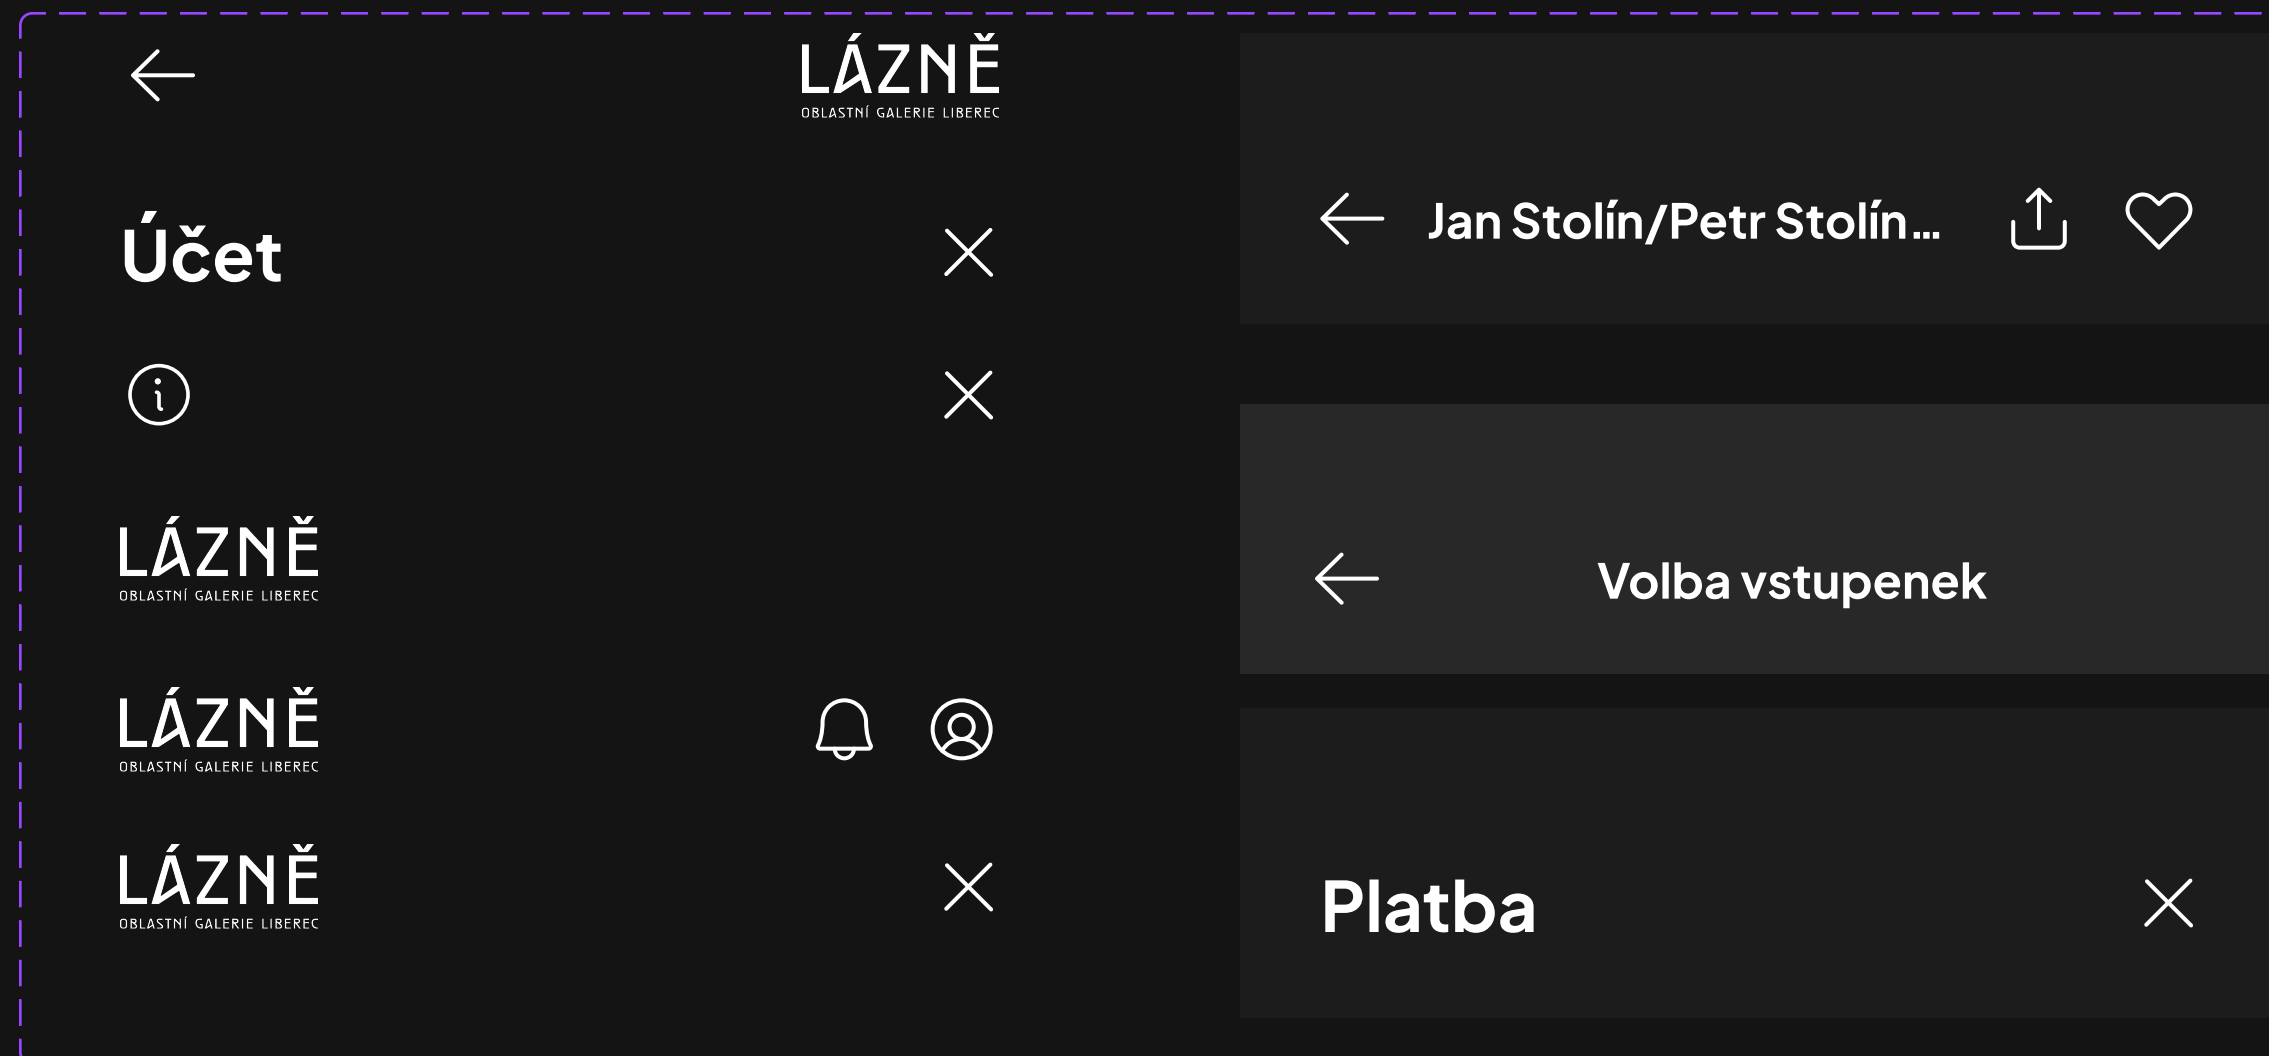 LÁZNĚ
OBLASTNÍ GALERIE LIBEREC
Účet
LÁZNĚ
OBLASTNÍ GALERIE LIBEREC
LÁZNĚ
OBLASTNÍ GALERIE LIBEREC
LÁZNĚ
OBLASTNÍ GALERIE LIBEREC
Jan Stolín/Petr Stolín...
Volba vstupenek
Platba